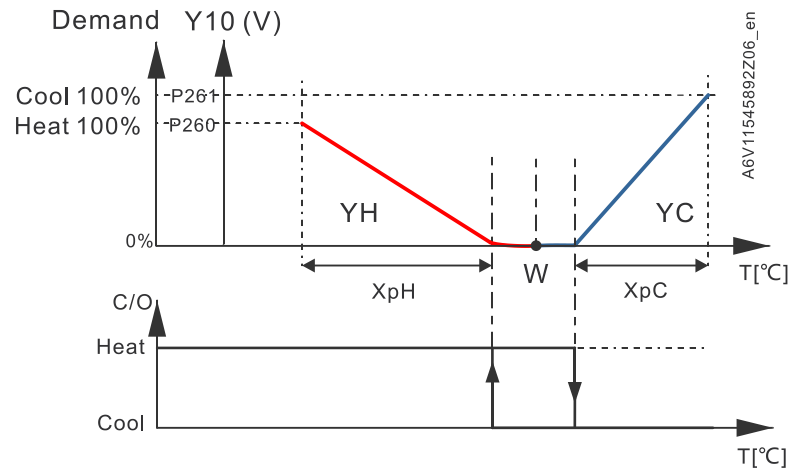 Demand Y10 (V)
Cool 100% P261
Heat 100% P260
YH
YC
0%
W
T[℃]
XpH
XpC
C/O
Heat
Cool
T[℃]
A6V11545892Z06_en